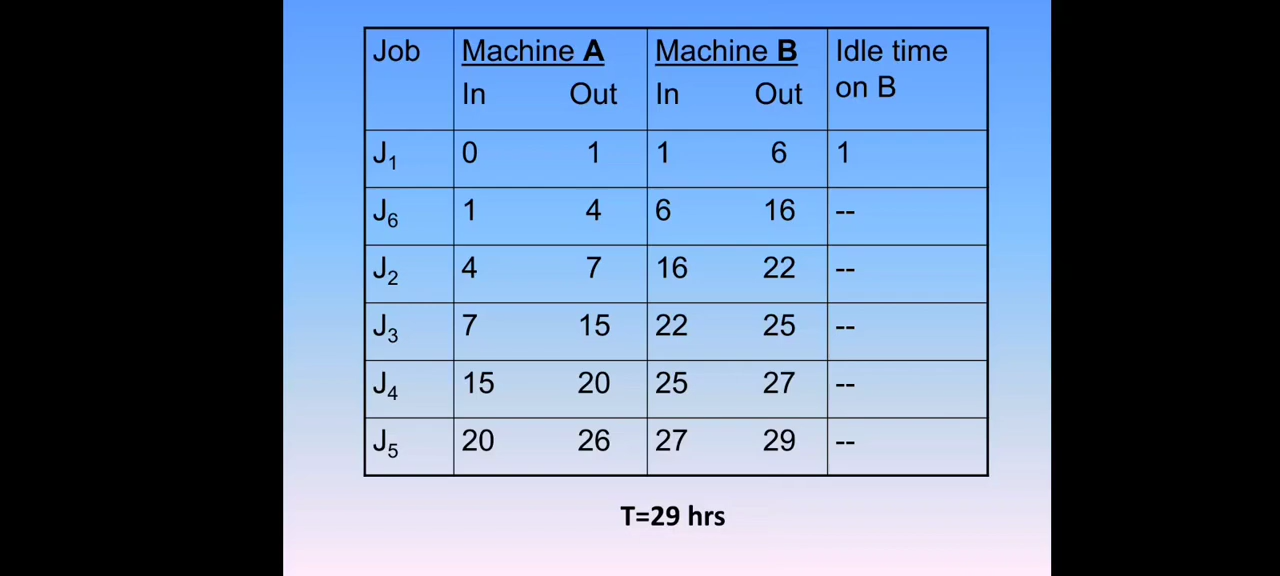 Job Machine A Machine B Idle time
In Out In Out on B
J₁ 0 1 1 6 1
J₆ 1 4 6 16 --
J₂ 4 7 16 22 --
J₃ 7 15 22 25 --
J₄ 15 20 25 27 --
J₅ 20 26 27 29 --
T=29 hrs